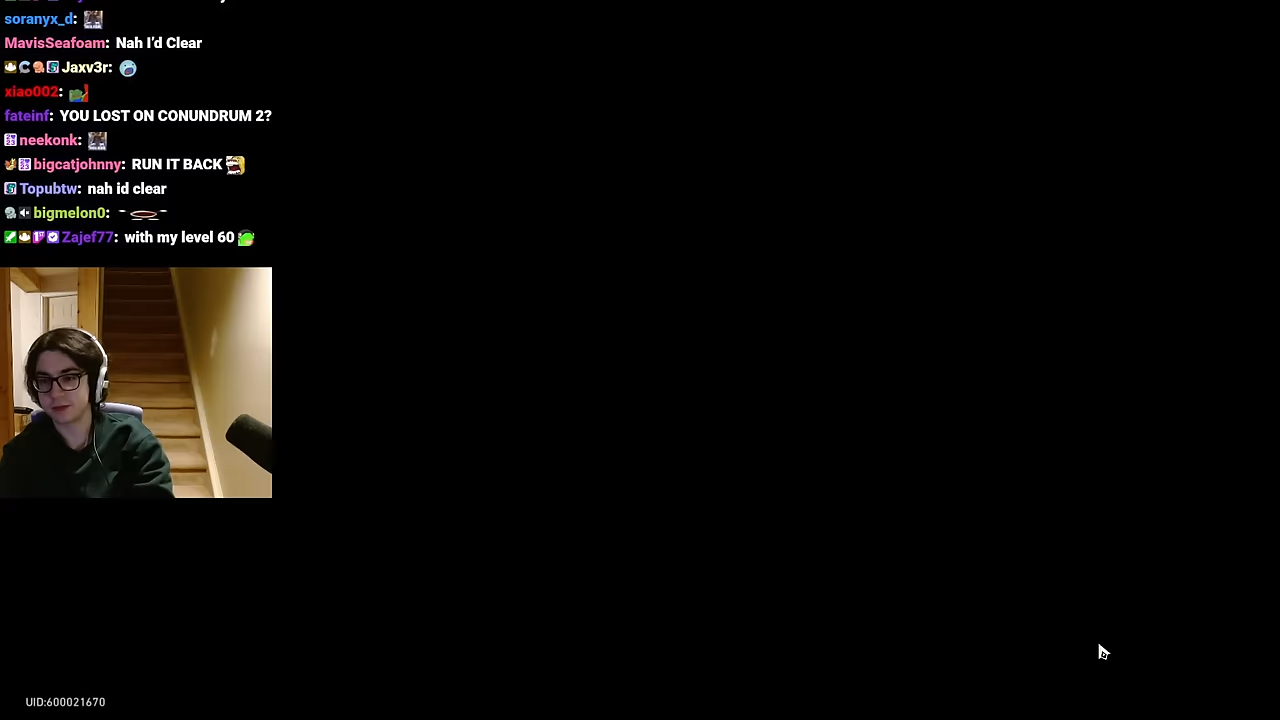 soranyx_d:
MavisSeafoam: Nah I'd Clear
Jaxv3r:
xiao002:
fateinf: YOU LOST ON CONUNDRUM 2?
neekonk:
bigcatjohnny: RUN IT BACK
Topubtw: nah id clear
bigmelon0:
Zajef77: with my level 60
UID:600021670